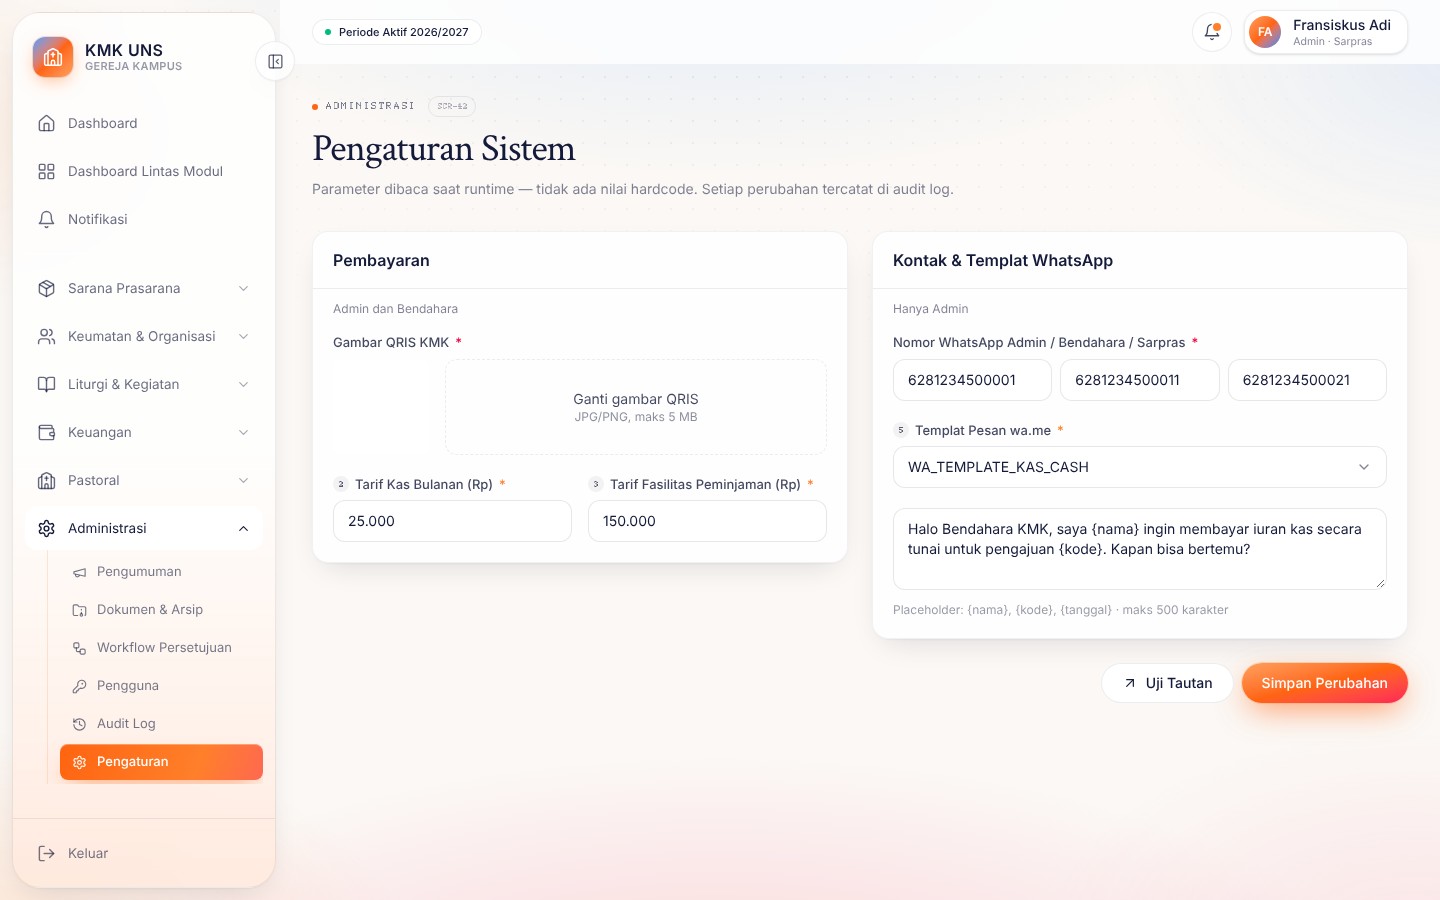 KMK UNS
GEREJA KAMPUS
Dashboard
Dashboard Lintas Modul
Notifikasi
Sarana Prasarana
Keumatan & Organisasi
Liturgi & Kegiatan
Keuangan
Pastoral
Administrasi
Pengumuman
Dokumen & Arsip
Workflow Persetujuan
Pengguna
Audit Log
Pengaturan
Keluar
Periode Aktif 2026/2027
FA
Fransiskus Adi
Admin · Sarpras
ADMINISTRASI
Pengaturan Sistem
Parameter dibaca saat runtime — tidak ada nilai hardcode. Setiap perubahan tercatat di audit log.
Pembayaran
Admin dan Bendahara
Gambar QRIS KMK *
Ganti gambar QRIS
JPG/PNG, maks 5 MB
2 Tarif Kas Bulanan (Rp) *
25.000
3 Tarif Fasilitas Peminjaman (Rp) *
150.000
Kontak & Templat WhatsApp
Hanya Admin
Nomor WhatsApp Admin / Bendahara / Sarpras *
6281234500001
6281234500011
6281234500021
5 Templat Pesan wa.me *
WA_TEMPLATE_KAS_CASH
Halo Bendahara KMK, saya {nama} ingin membayar iuran kas secara
tunai untuk pengajuan {kode}. Kapan bisa bertemu?
Placeholder: {nama}, {kode}, {tanggal} · maks 500 karakter
Uji Tautan
Simpan Perubahan